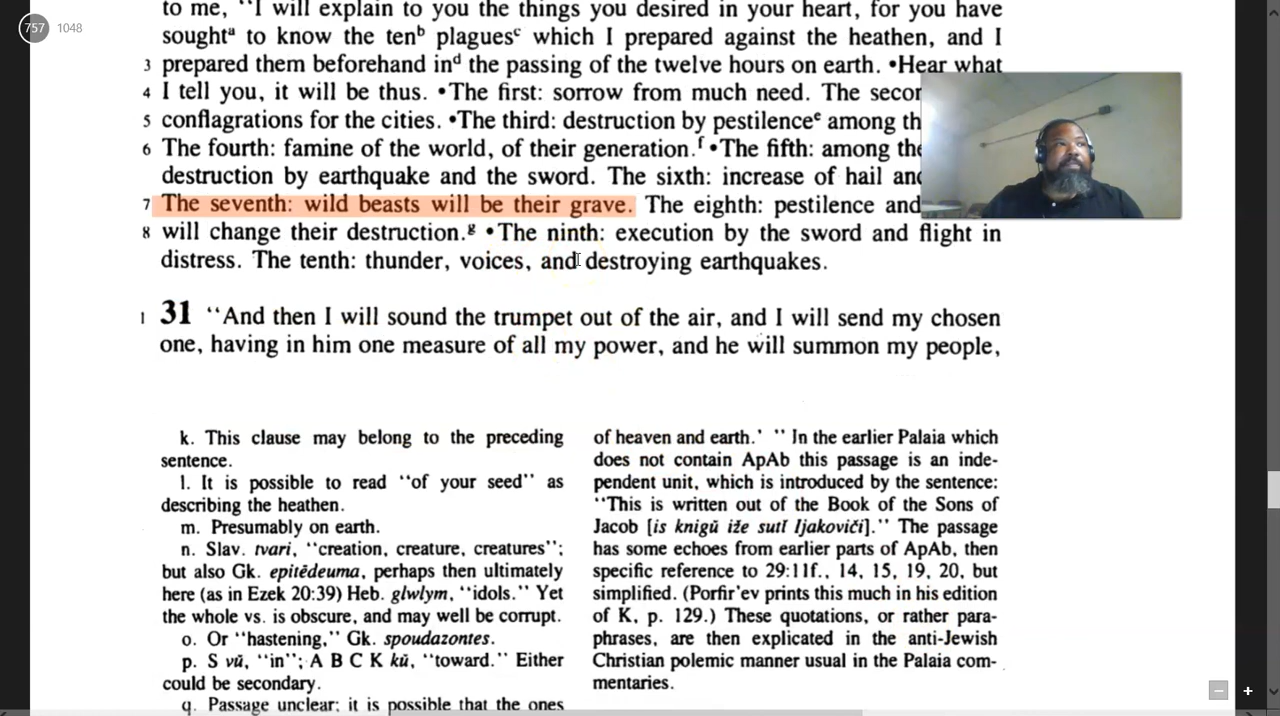 757 1048
to me, “I will explain to you the things you desired in your heart, for you have
soughtᵃ to know the tenᵇ plaguesᶜ which I prepared against the heathen, and I
3 prepared them beforehand inᵈ the passing of the twelve hours on earth. •Hear what
4 I tell you, it will be thus. •The first: sorrow from much need. The
5 conflagrations for the cities. •The third: destruction by pestilenceᵉ among
6 The fourth: famine of the world, of their generation.ᶠ •The fifth: among
destruction by earthquake and the sword. The sixth: increase of hail
7 The seventh: wild beasts will be their grave. The eighth: pestilence and
8 will change their destruction.ᵍ •The ninth: execution by the sword and flight in
distress. The tenth: thunder, voices, and destroying earthquakes.
1 31 “And then I will sound the trumpet out of the air, and I will send my chosen
one, having in him one measure of all my power, and he will summon my people,
k. This clause may belong to the preceding
sentence.
l. It is possible to read “of your seed” as
describing the heathen.
m. Presumably on earth.
n. Slav. tvari, “creation, creature, creatures”;
but also Gk. epitēdeuma, perhaps then ultimately
here (as in Ezek 20:39) Heb. glwlym, “idols.” Yet
the whole vs. is obscure, and may well be corrupt.
o. Or “hastening,” Gk. spoudazontes.
p. S vŭ, “in”; A B C K kŭ, “toward.” Either
could be secondary.
q. Passage unclear; it is possible that the ones
of heaven and earth.’ ” In the earlier Palaia which
does not contain ApAb this passage is an inde-
pendent unit, which is introduced by the sentence:
“This is written out of the Book of the Sons of
Jacob [is knigŭ iže sutĭ Ijakoviči].” The passage
has some echoes from earlier parts of ApAb, then
specific reference to 29:11f., 14, 15, 19, 20, but
simplified. (Porfir’ev prints this much in his edition
of K, p. 129.) These quotations, or rather para-
phrases, are then explicated in the anti-Jewish
Christian polemic manner usual in the Palaia com-
mentaries.